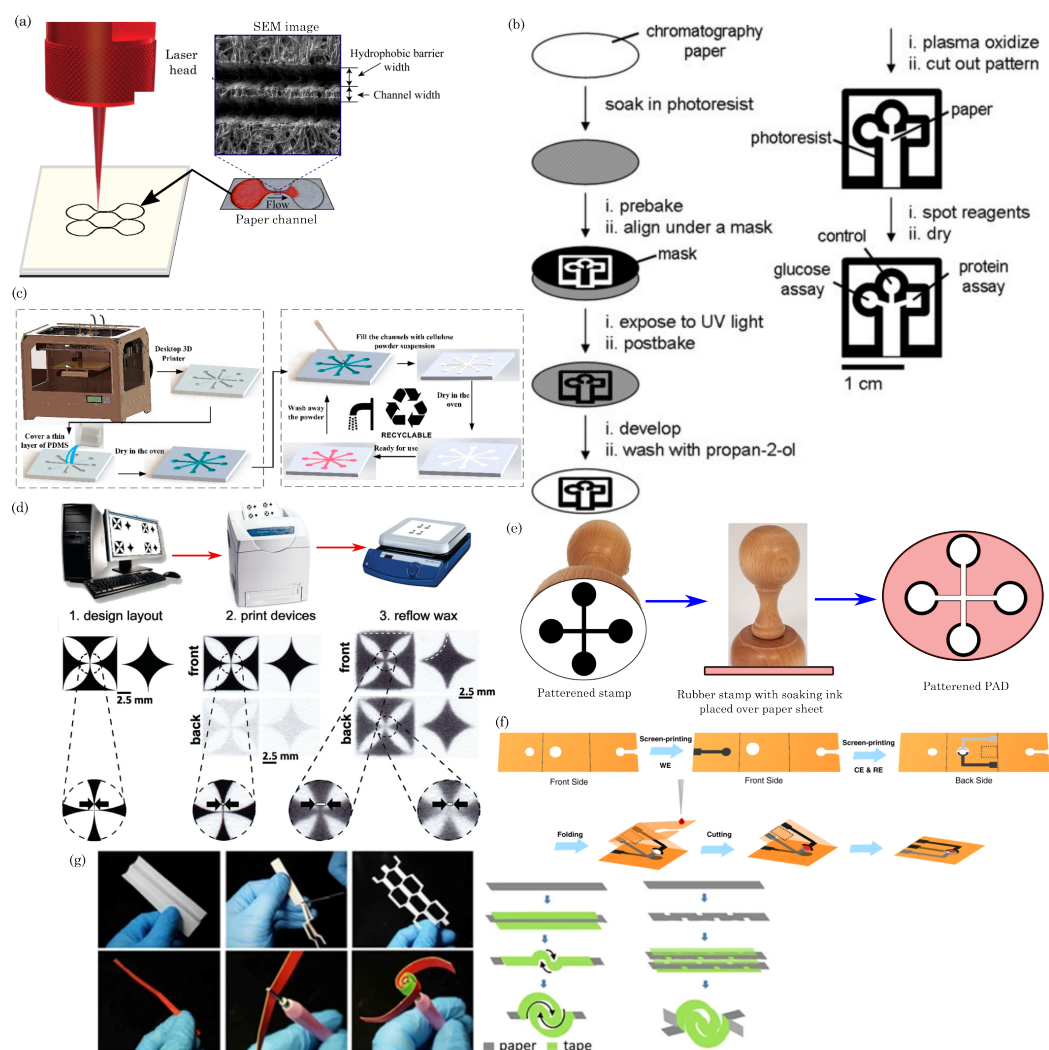 (a)
SEM image
Laser
head
Hydrophobic barrier
width
Channel width
Flow
Paper channel
(b)
chromatography
paper
soak in photoresist
i. prebake
ii. align under a mask
mask
i. expose to UV light
ii. postbake
i. develop
ii. wash with propan-2-ol
i. plasma oxidize
ii. cut out pattern
paper
photoresist
i. spot reagents
ii. dry
control
glucose
assay
protein
assay
1 cm
(c)
Desktop 3D
Printer
Cover a thin
layer of PDMS
Dry in the oven
Fill the channels with cellulose
powder suspension
Wash away
the powder
RECYCLABLE
Dry in the
oven
Ready for use
(d)
1. design layout
2. print devices
3. reflow wax
front
back
2.5 mm
2.5 mm
front
back
2.5 mm
(e)
Patterened stamp
Rubber stamp with soaking ink
placed over paper sheet
Patterened PAD
(f)
Screen-printing
WE
Screen-printing
CE & RE
Front Side
Front Side
Back Side
Folding
Cutting
(g)
paper
tape